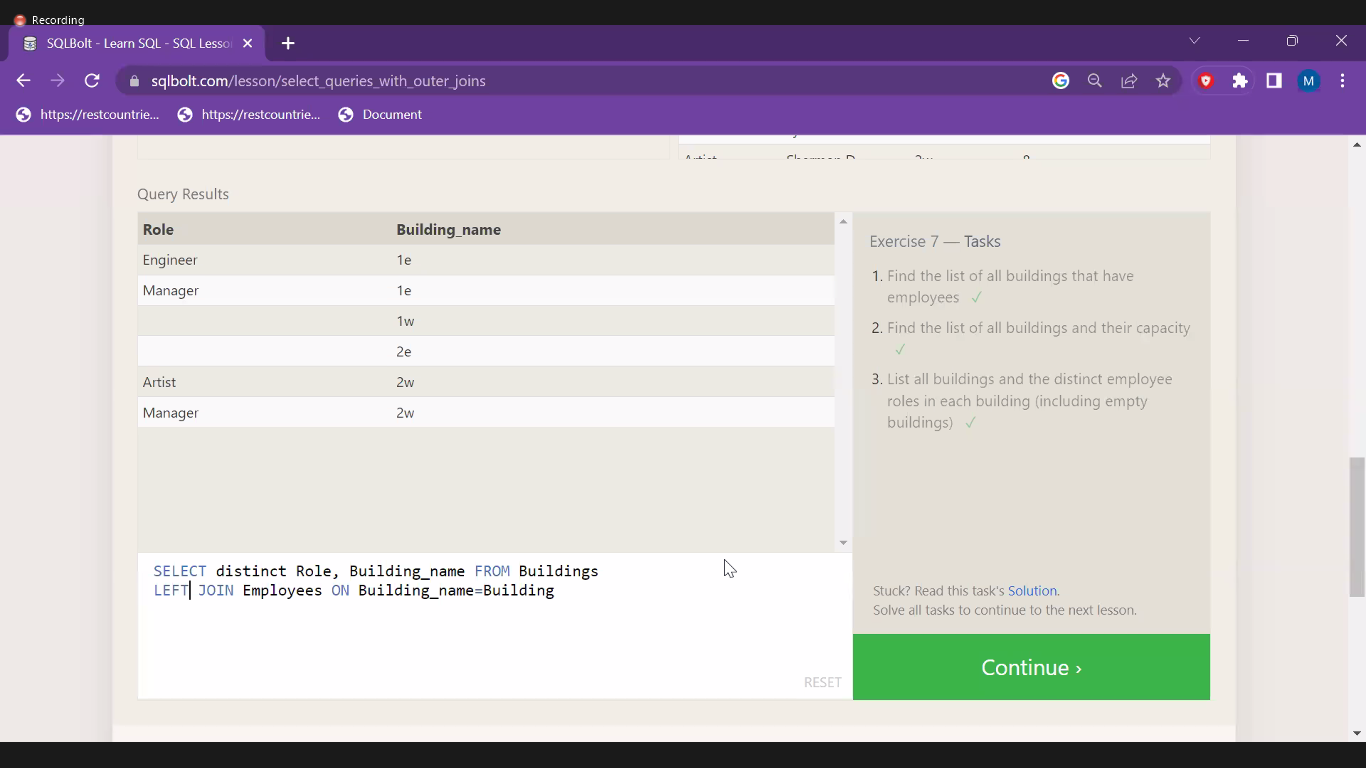 Recording
SQLBolt - Learn SQL - SQL Lesso
sqlbolt.com/lesson/select_queries_with_outer_joins
M
https://restcountrie...
https://restcountrie...
Document
Query Results
Role Building_name
Engineer 1e
Manager 1e
1w
2e
Artist 2w
Manager 2w
Exercise 7 — Tasks
1. Find the list of all buildings that have
employees ✓
2. Find the list of all buildings and their capacity
✓
3. List all buildings and the distinct employee
roles in each building (including empty
buildings) ✓
SELECT distinct Role, Building_name FROM Buildings
LEFT JOIN Employees ON Building_name=Building
RESET
Stuck? Read this task's Solution.
Solve all tasks to continue to the next lesson.
Continue ›